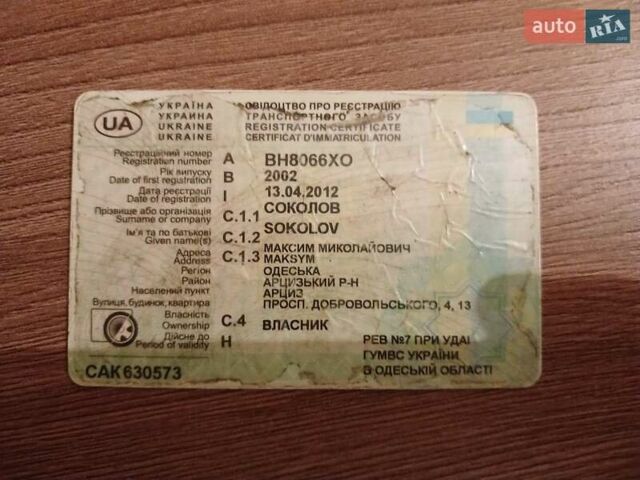 auto RIA.com
УКРАЇНА СВІДОЦТВО ПРО РЕЄСТРАЦІЮ
УКРАИНА ТРАНСПОРТНОГО ЗАСОБУ
UKRAINE REGISTRATION CERTIFICATE
UKRAINE CERTIFICAT D'IMMATRICULATION
UA
Реєстраційний номер
Registration number A ВН8066ХО
Рік випуску
Date of first registration B 2002
Дата реєстрації
Date of registration I 13.04.2012
Прізвище або організація
Surname or company C.1.1 СОКОЛОВ
SOKOLOV
Ім'я та по батькові
Given name(s) C.1.2 МАКСИМ МИКОЛАЙОВИЧ
MAKSYM
Адреса
Address C.1.3
Регіон ОДЕСЬКА
Район АРЦИЗЬКИЙ Р-Н
Населений пункт АРЦИЗ
Вулиця, будинок, квартира ПРОСП. ДОБРОВОЛЬСЬКОГО, 4, 13
Власність
Ownership C.4 ВЛАСНИК
Дійсне до
Period of validity H
РЕВ №7 ПРИ УДАІ
ГУМВС УКРАЇНИ
В ОДЕСЬКІЙ ОБЛАСТІ
САК630573